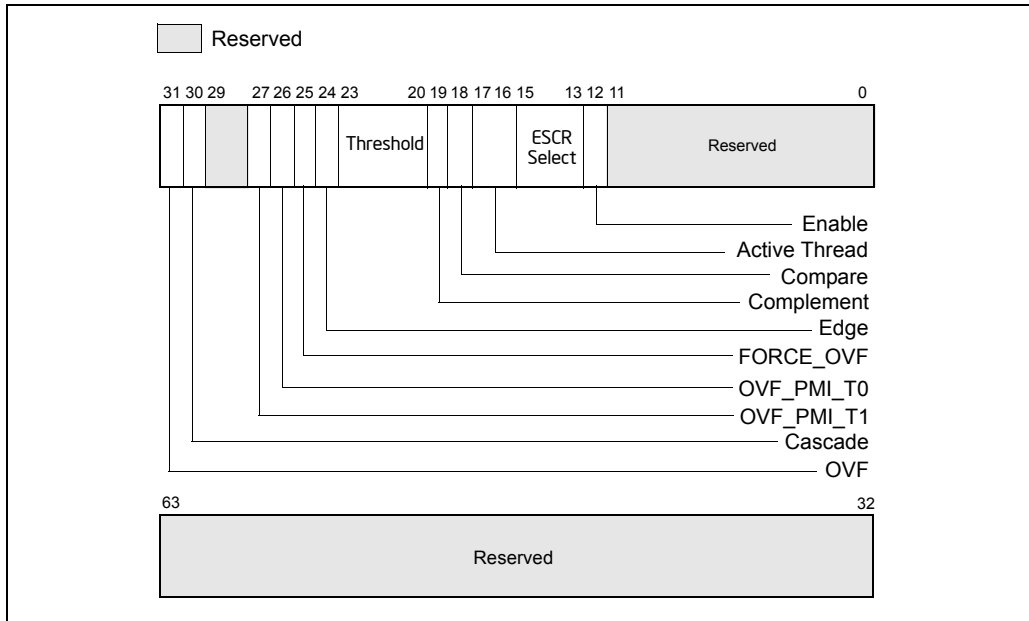 Reserved
31 30 29 27 26 25 24 23 20 19 18 17 16 15 13 12 11 0
Threshold
ESCR
Select
Reserved
Enable
Active Thread
Compare
Complement
Edge
FORCE_OVF
OVF_PMI_T0
OVF_PMI_T1
Cascade
OVF
63 32
Reserved